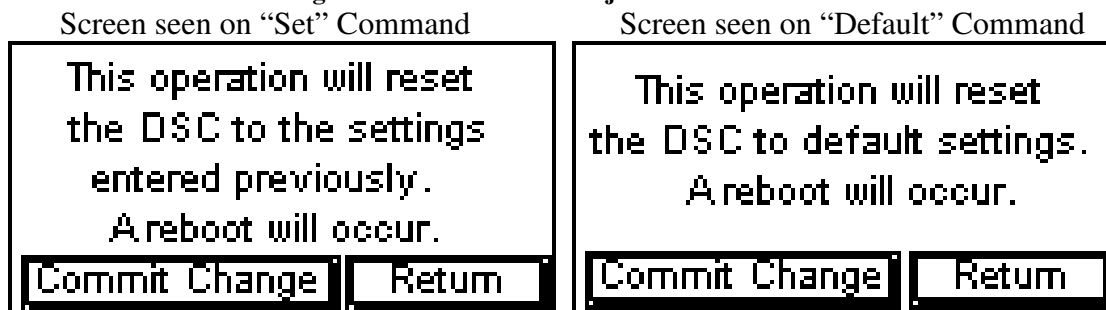 Screen seen on “Set” Command
This operation will reset
the DSC to the settings
entered previously.
A reboot will occur.
Commit Change
Return
Screen seen on “Default” Command
This operation will reset
the DSC to default settings.
A reboot will occur.
Commit Change
Return